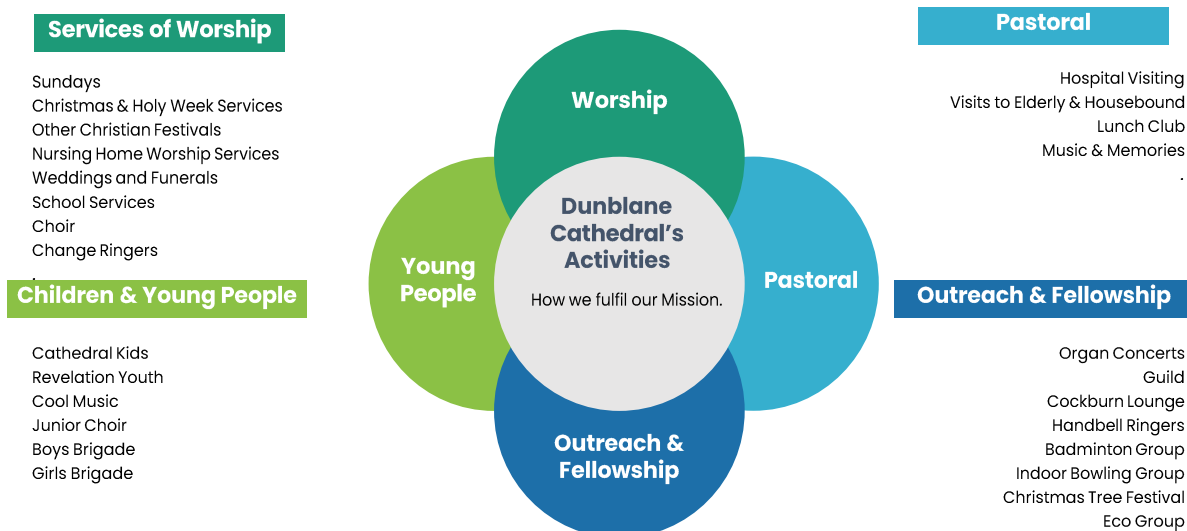 Services of Worship
Sundays
Christmas & Holy Week Services
Other Christian Festivals
Nursing Home Worship Services
Weddings and Funerals
School Services
Choir
Change Ringers
.
Children & Young People
Cathedral Kids
Revelation Youth
Cool Music
Junior Choir
Boys Brigade
Girls Brigade
Worship
Young
People
Dunblane
Cathedral’s
Activities
How we fulfil our Mission.
Pastoral
Outreach &
Fellowship
Pastoral
Hospital Visiting
Visits to Elderly & Housebound
Lunch Club
Music & Memories
.
Outreach & Fellowship
Organ Concerts
Guild
Cockburn Lounge
Handbell Ringers
Badminton Group
Indoor Bowling Group
Christmas Tree Festival
Eco Group